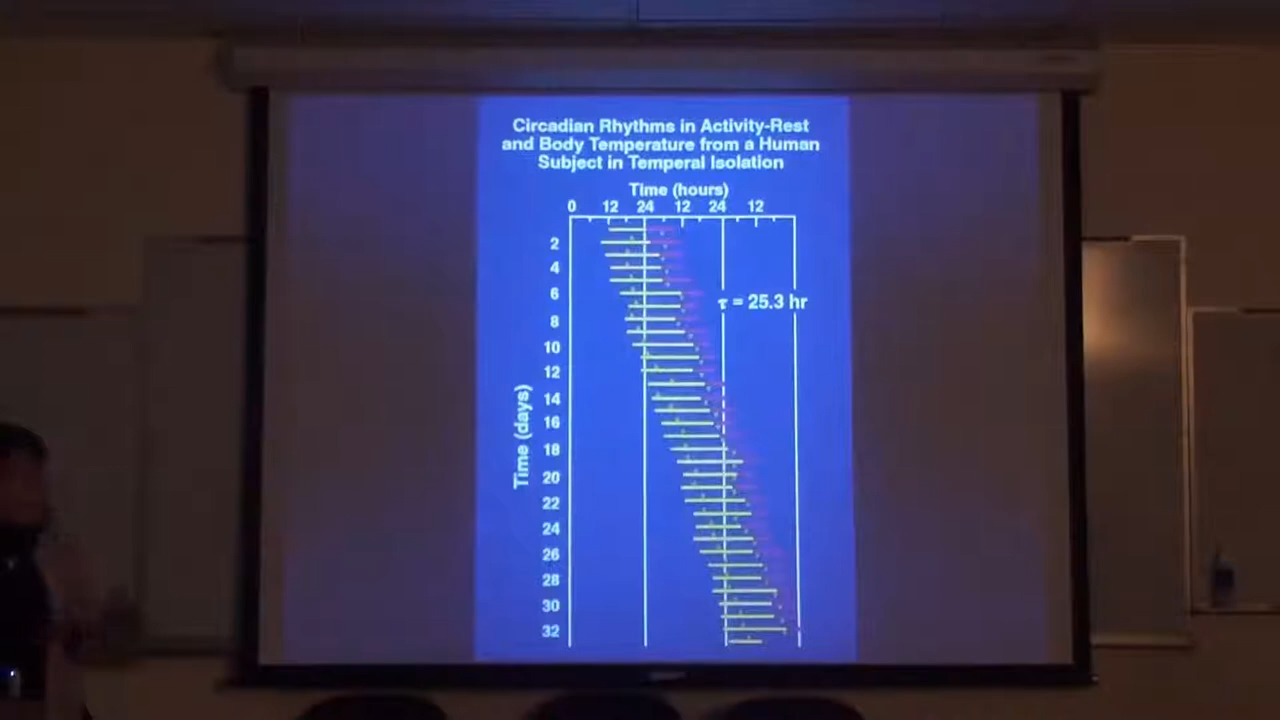 Circadian Rhythms in Activity-Rest
and Body Temperature from a Human
Subject in Temperal Isolation
Time (hours)
0 12 24 12 24 12
2
4
6
τ = 25.3 hr
8
10
12
14
16
18
20
22
24
26
28
30
32
Time (days)